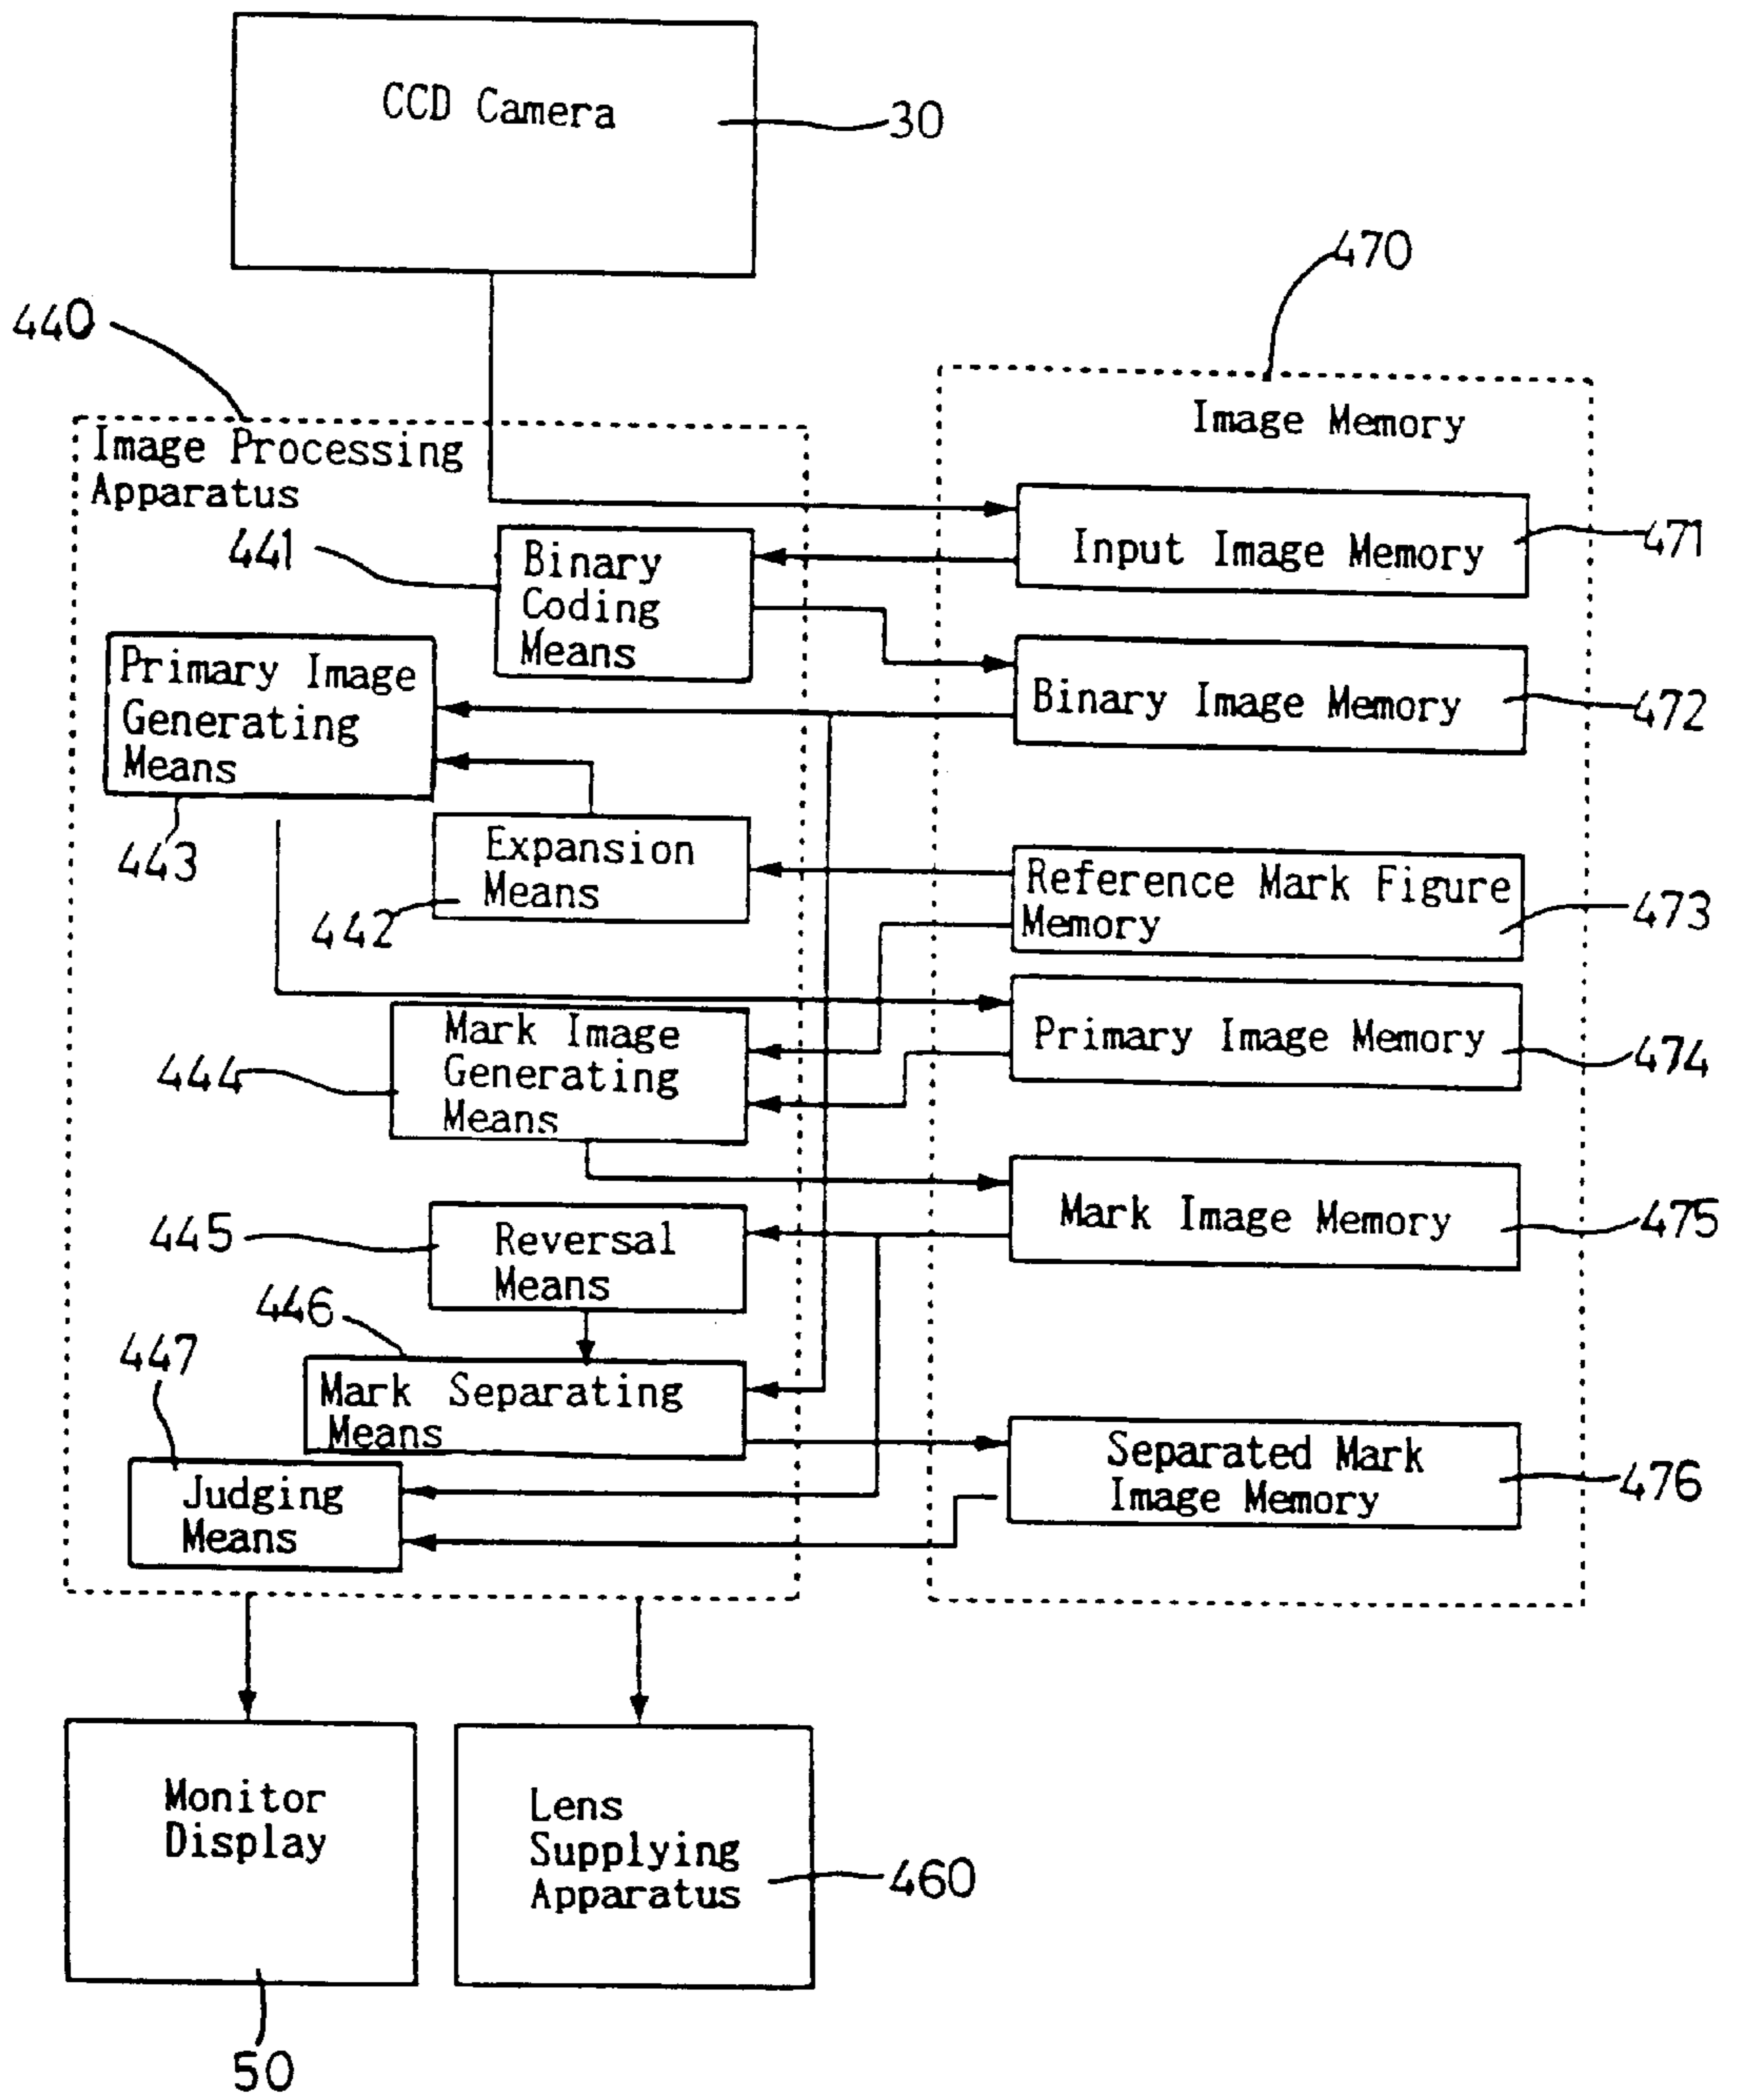 CCD Camera
30
470
440
Image Memory
Image Processing
Apparatus
441
Binary
Coding
Means
Input Image Memory
471
Primary Image
Generating
Means
443
Binary Image Memory
472
Expansion
Means
442
Reference Mark Figure
Memory
473
444
Mark Image
Generating
Means
Primary Image Memory
474
445
Reversal
Means
Mark Image Memory
475
446
Mark Separating
Means
447
Judging
Means
Separated Mark
Image Memory
476
Monitor
Display
50
Lens
Supplying
Apparatus
460